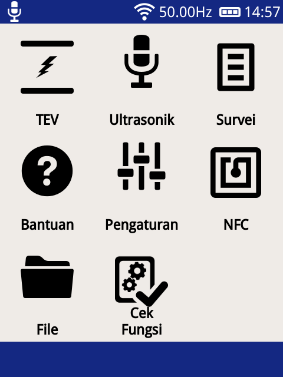 50.00Hz 14:57
TEV Ultrasonik Survei
Bantuan Pengaturan NFC
File Cek
Fungsi